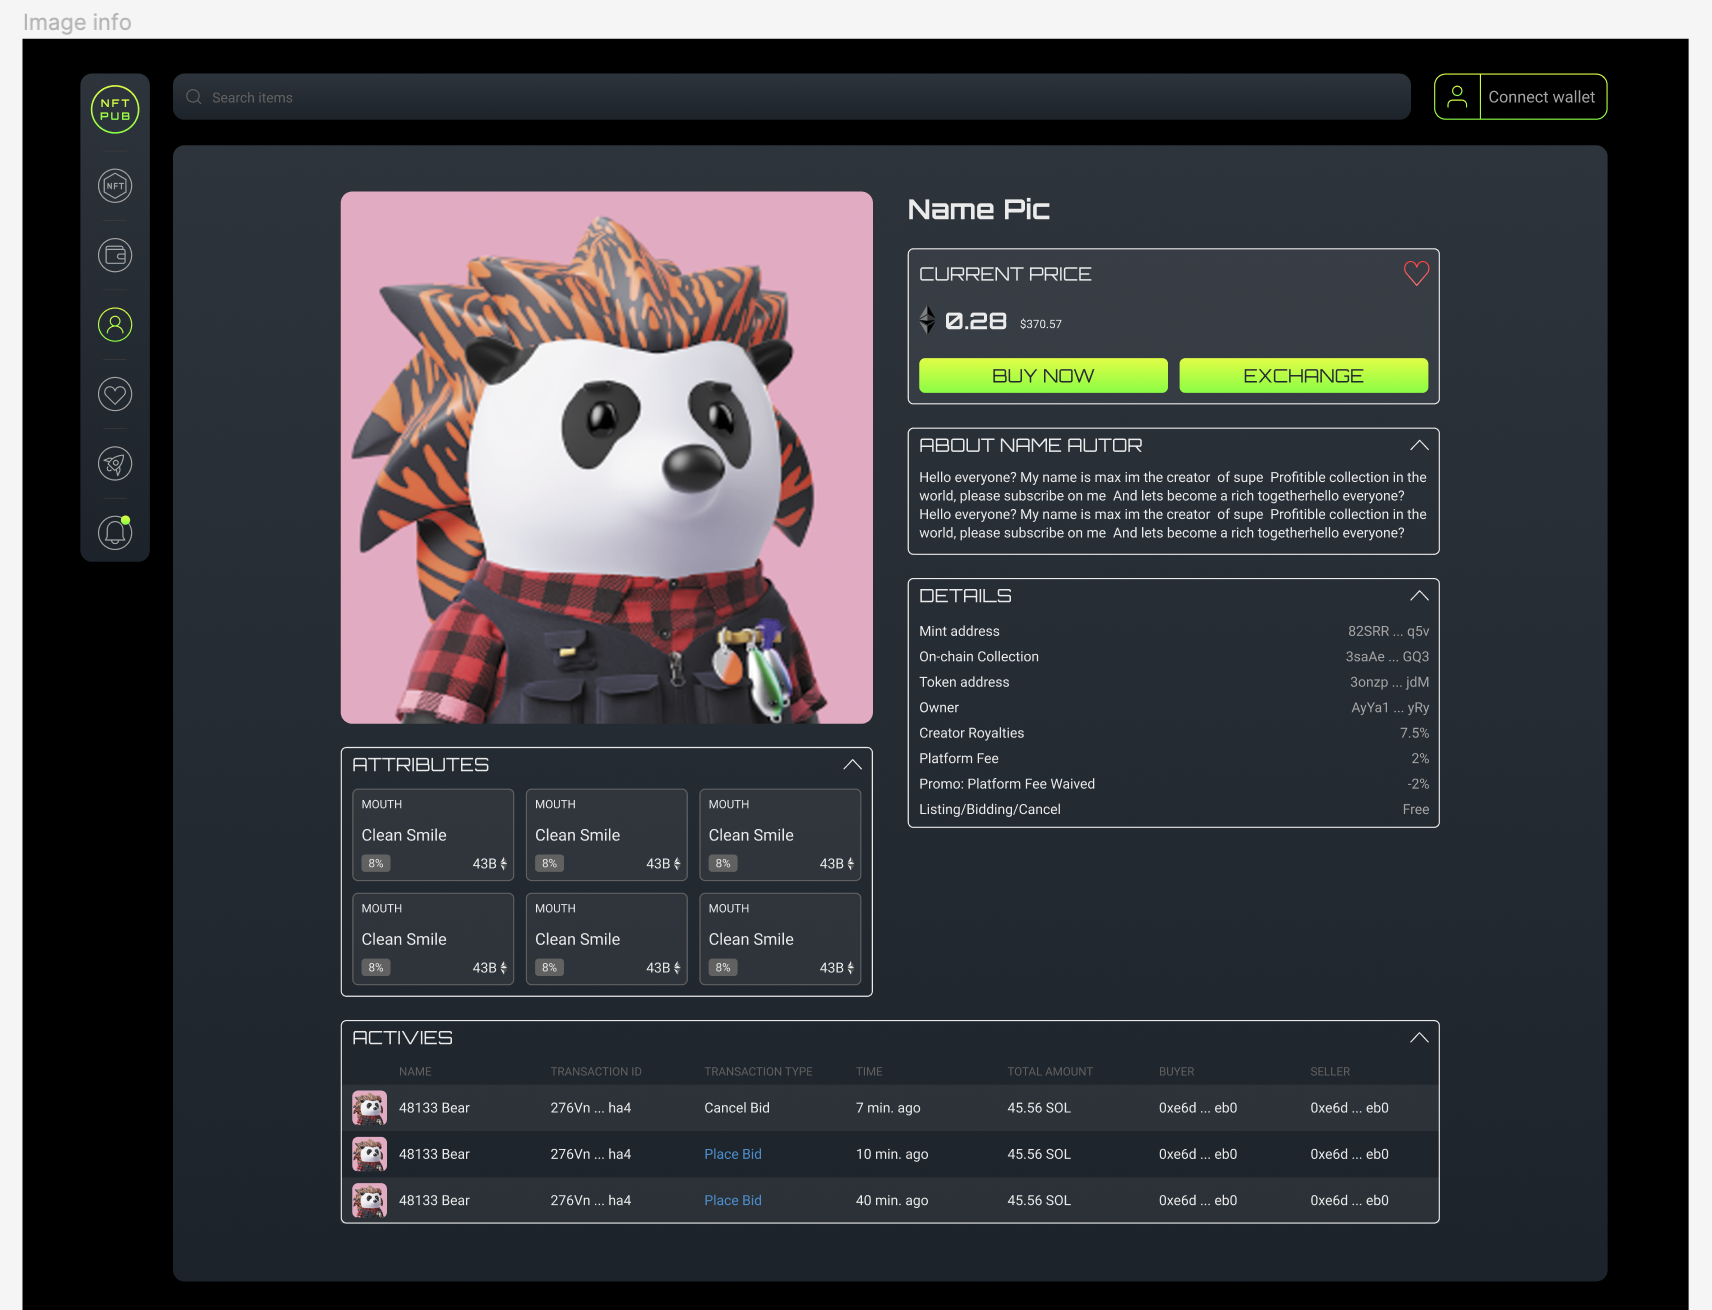 Image info
NFT
PUB
Search items
Connect wallet
NFT
Name Pic
CURRENT PRICE
0.28 $370.57
BUY NOW
EXCHANGE
ABOUT NAME AUTOR
Hello everyone? My name is max im the creator  of supe  Profitible collection in the
world, please subscribe on me  And lets become a rich togetherhello everyone?
Hello everyone? My name is max im the creator  of supe  Profitible collection in the
world, please subscribe on me  And lets become a rich togetherhello everyone?
DETAILS
Mint address 82SRR ... q5v
On-chain Collection 3saAe ... GQ3
Token address 3onzp ... jdM
Owner AyYa1 ... yRy
Creator Royalties 7.5%
Platform Fee 2%
Promo: Platform Fee Waived -2%
Listing/Bidding/Cancel Free
ATTRIBUTES
MOUTH MOUTH MOUTH
Clean Smile Clean Smile Clean Smile
8% 43B 8% 43B 8% 43B
MOUTH MOUTH MOUTH
Clean Smile Clean Smile Clean Smile
8% 43B 8% 43B 8% 43B
ACTIVIES
NAME TRANSACTION ID TRANSACTION TYPE TIME TOTAL AMOUNT BUYER SELLER
48133 Bear 276Vn ... ha4 Cancel Bid 7 min. ago 45.56 SOL 0xe6d ... eb0 0xe6d ... eb0
48133 Bear 276Vn ... ha4 Place Bid 10 min. ago 45.56 SOL 0xe6d ... eb0 0xe6d ... eb0
48133 Bear 276Vn ... ha4 Place Bid 40 min. ago 45.56 SOL 0xe6d ... eb0 0xe6d ... eb0